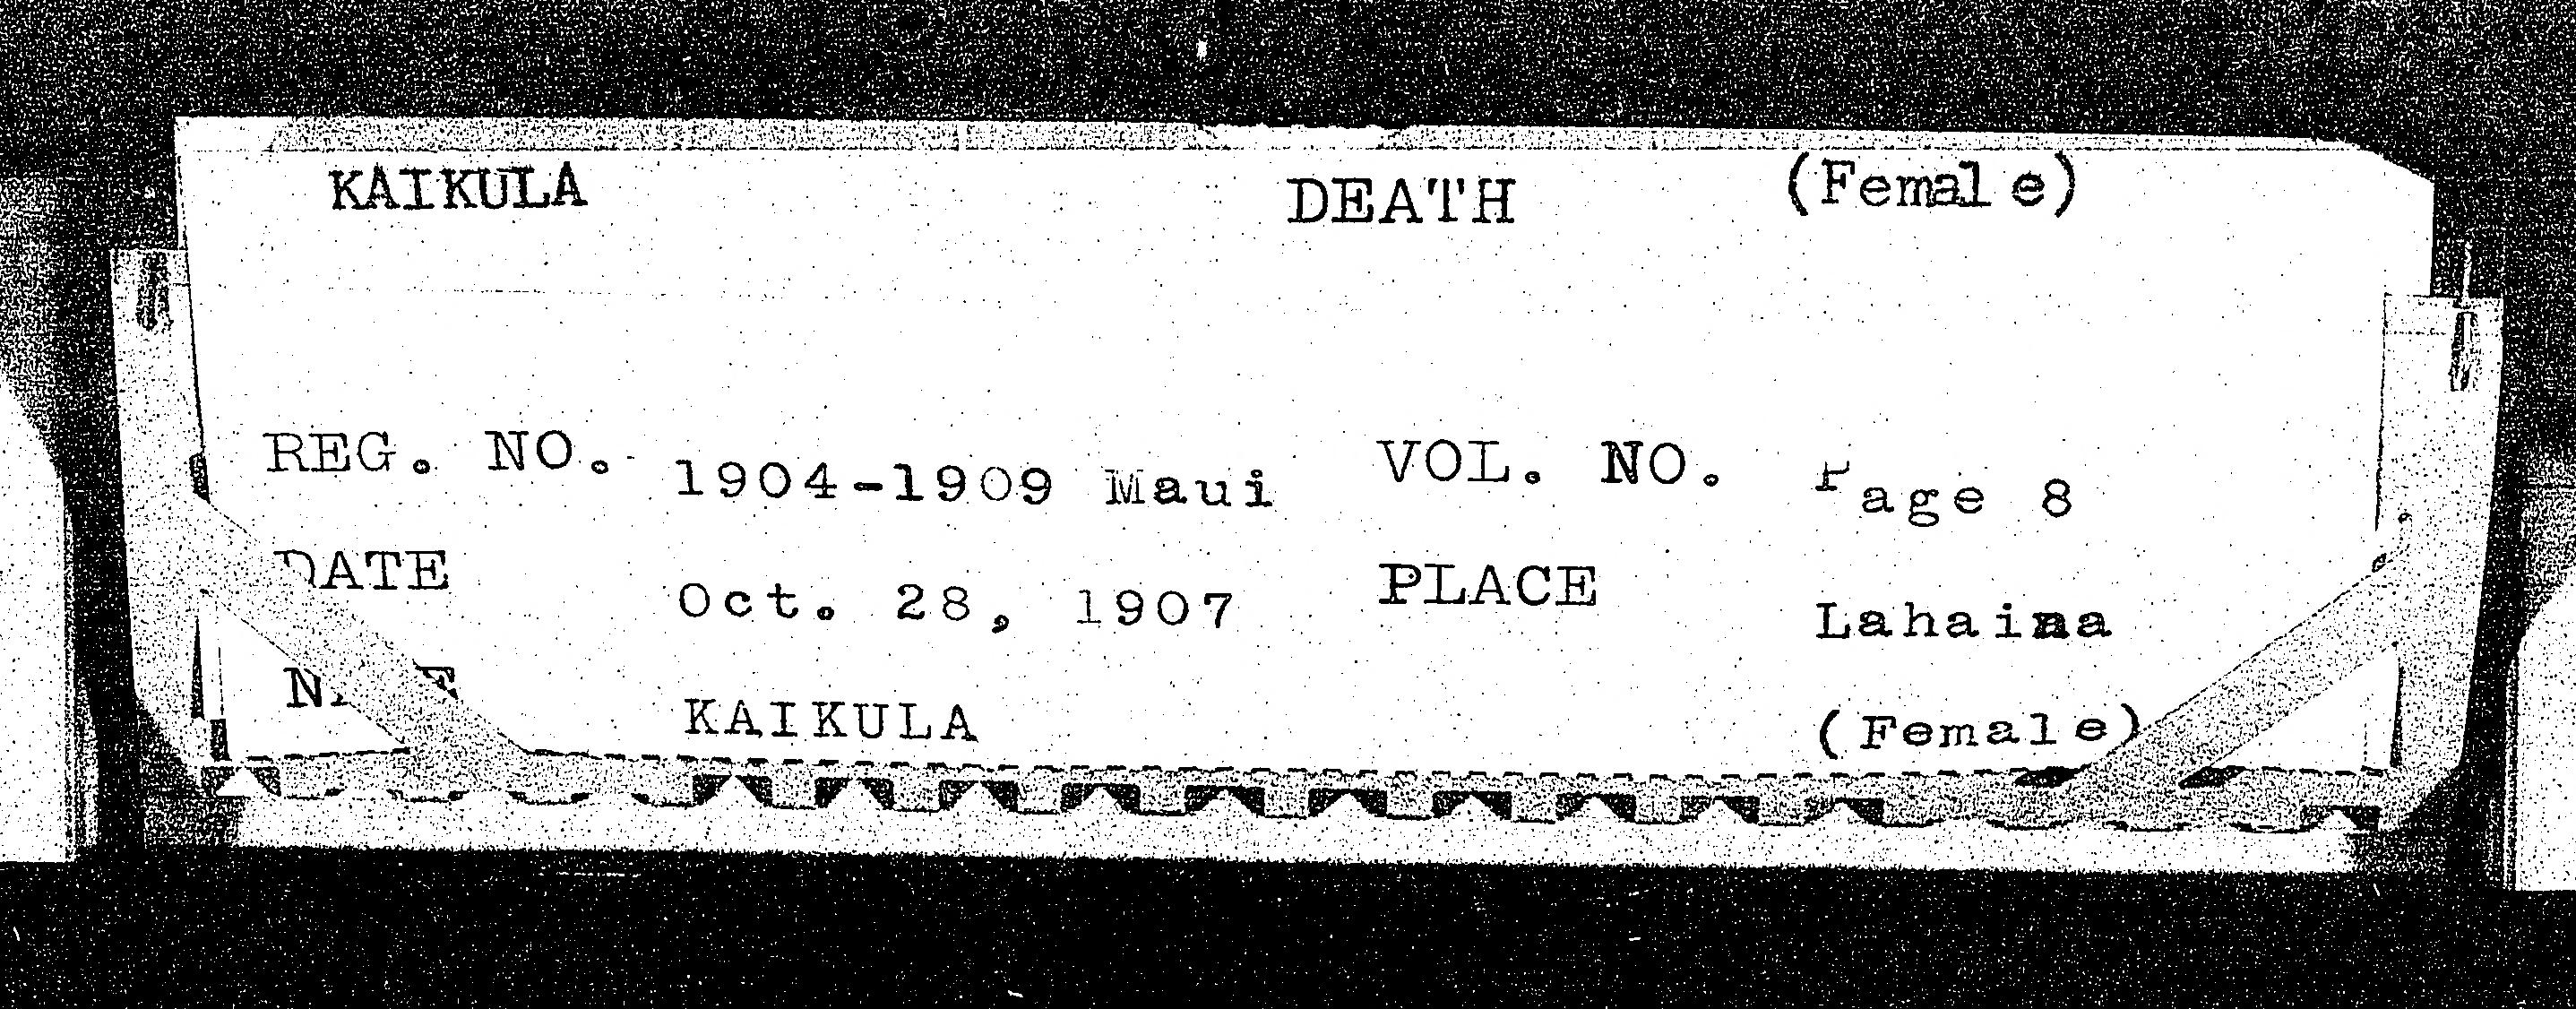 KAIKULA DEATH (Female)
REG. NO. 1904-1909 Maui VOL. NO. Page 8
DATE Oct. 28, 1907 PLACE Lahaina
NAME KAIKULA (Female)